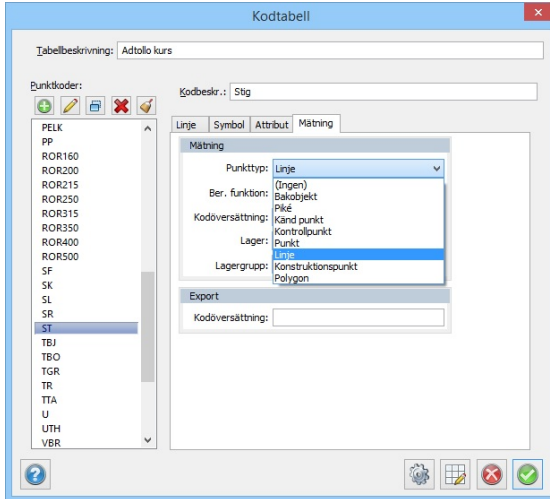 Kodtabell
Tabellbeskrivning: Adtollo kurs
Punktkoder:
Kodbeskr.: Stig
PELK
PP
ROR160
ROR200
ROR215
ROR250
ROR315
ROR350
ROR400
ROR500
SF
SK
SL
SR
ST
TBJ
TBO
TGR
TR
TTA
U
UTH
VBR
Linje Symbol Attribut Mätning
Mätning
Punkttyp: Linje
(Ingen)
Bakobjekt
Piké
Känd punkt
Kontrollpunkt
Punkt
Linje
Konstruktionspunkt
Polygon
Ber. funktion:
Kodöversättning:
Lager:
Lagergrupp:
Export
Kodöversättning: